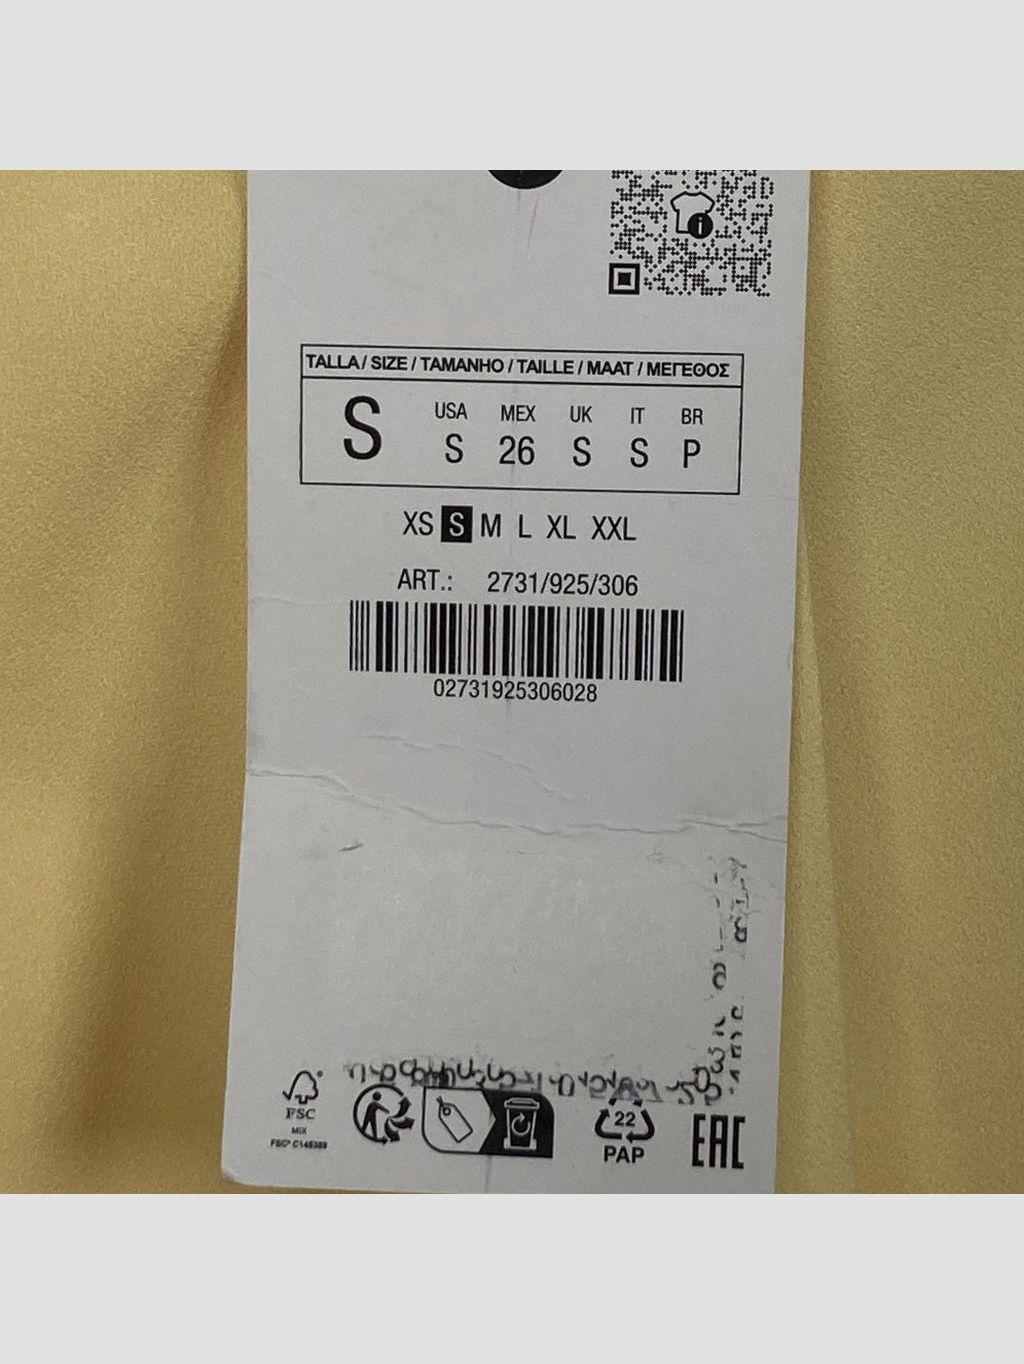 TALLA / SIZE / TAMANHO / TAILLE / MAAT / ΜΕΓΕΘΟΣ
S
USA MEX UK IT BR
S 26 S S P
XS S M L XL XXL
ART.: 2731/925/306
02731925306028
FSC
MIX
FSC®
22
PAP
EAC